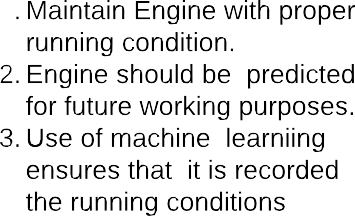 . Maintain Engine with proper
running condition.
2. Engine should be  predicted
for future working purposes.
3. Use of machine  learniing
ensures that  it is recorded
the running conditions